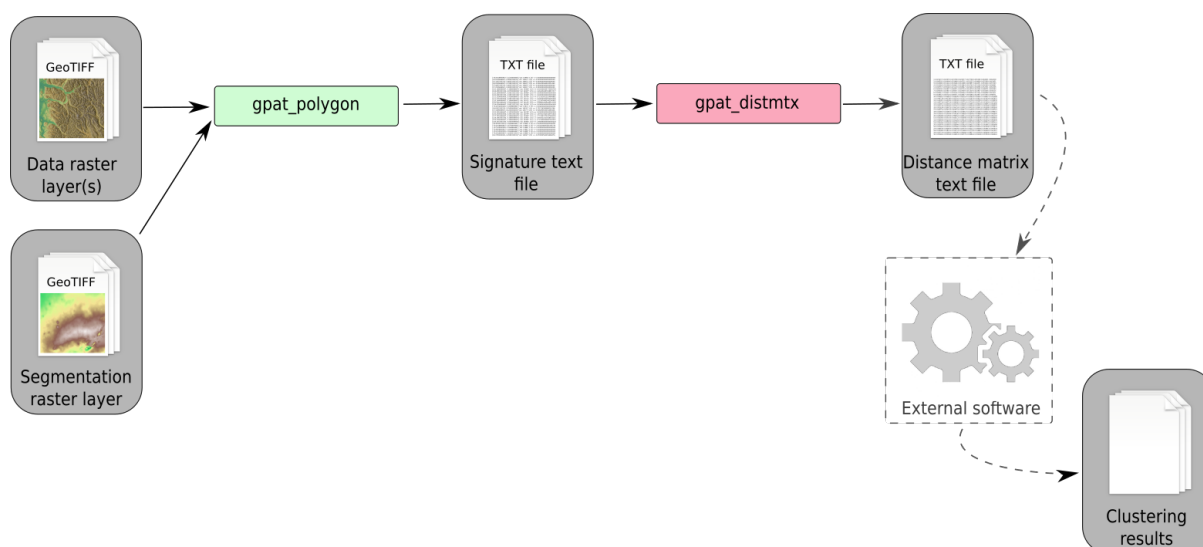 GeoTIFF
Data raster
layer(s)
gpat_polygon
TXT file
Signature text
file
gpat_distmtx
TXT file
Distance matrix
text file
GeoTIFF
Segmentation
raster layer
External software
Clustering
results